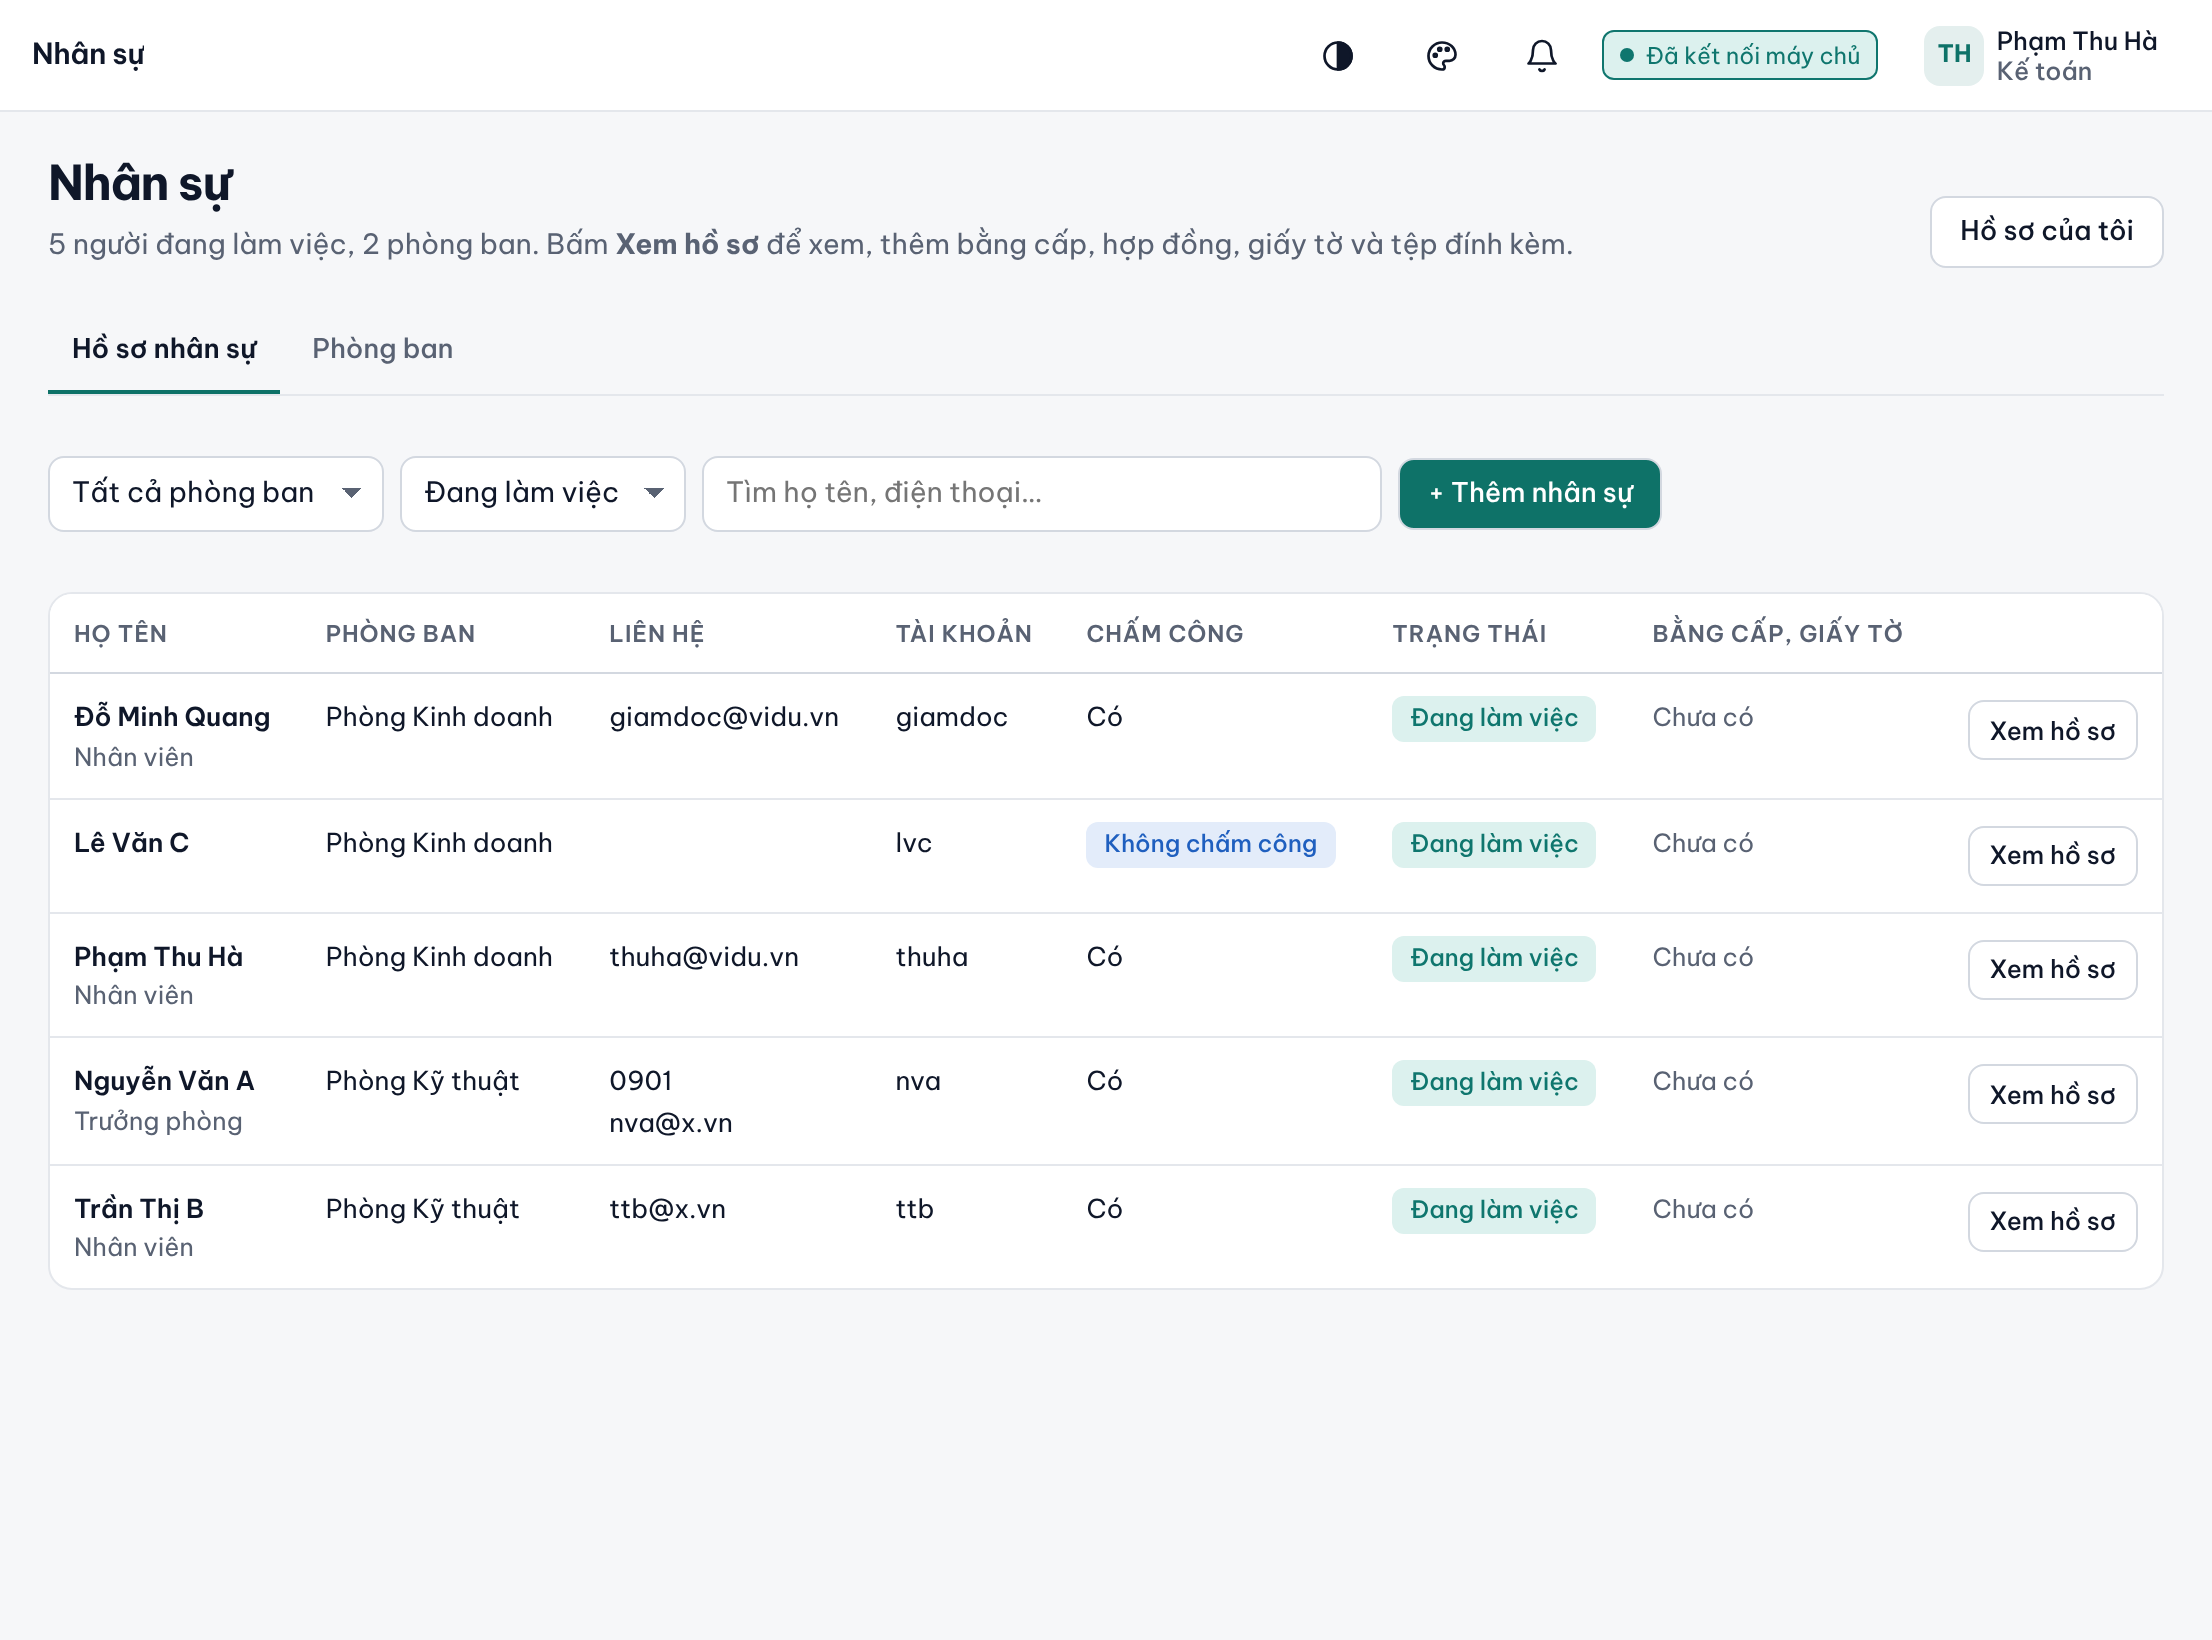 Nhân sự
Đã kết nối máy chủ
TH
Phạm Thu Hà
Kế toán
Nhân sự
5 người đang làm việc, 2 phòng ban. Bấm Xem hồ sơ để xem, thêm bằng cấp, hợp đồng, giấy tờ và tệp đính kèm.
Hồ sơ của tôi
Hồ sơ nhân sự Phòng ban
Tất cả phòng ban Đang làm việc Tìm họ tên, điện thoại... + Thêm nhân sự
HỌ TÊN PHÒNG BAN LIÊN HỆ TÀI KHOẢN CHẤM CÔNG TRẠNG THÁI BẰNG CẤP, GIẤY TỜ
Đỗ Minh Quang Phòng Kinh doanh giamdoc@vidu.vn giamdoc Có Đang làm việc Chưa có Xem hồ sơ
Nhân viên
Lê Văn C Phòng Kinh doanh lvc Không chấm công Đang làm việc Chưa có Xem hồ sơ
Phạm Thu Hà Phòng Kinh doanh thuha@vidu.vn thuha Có Đang làm việc Chưa có Xem hồ sơ
Nhân viên
Nguyễn Văn A Phòng Kỹ thuật 0901 nva Có Đang làm việc Chưa có Xem hồ sơ
Trưởng phòng nva@x.vn
Trần Thị B Phòng Kỹ thuật ttb@x.vn ttb Có Đang làm việc Chưa có Xem hồ sơ
Nhân viên